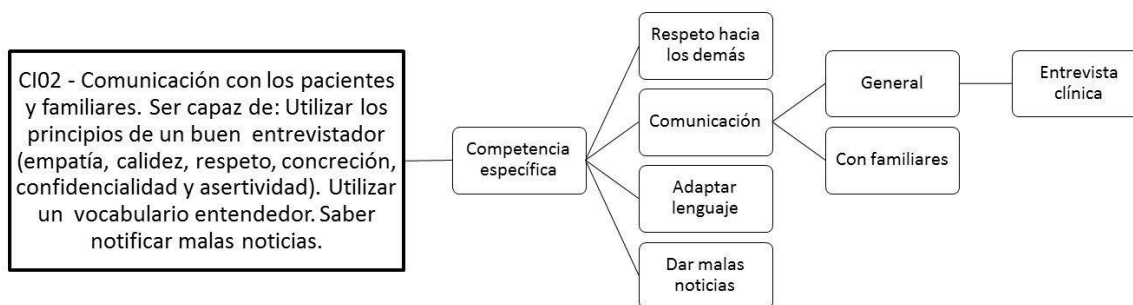 CI02 - Comunicación con los pacientes
y familiares. Ser capaz de: Utilizar los
principios de un buen entrevistador
(empatía, calidez, respeto, concreción,
confidencialidad y asertividad). Utilizar
un vocabulario entendedor. Saber
notificar malas noticias.
Competencia
específica
Respeto hacia
los demás
Comunicación
Adaptar
lenguaje
Dar malas
noticias
General
Con familiares
Entrevista
clínica